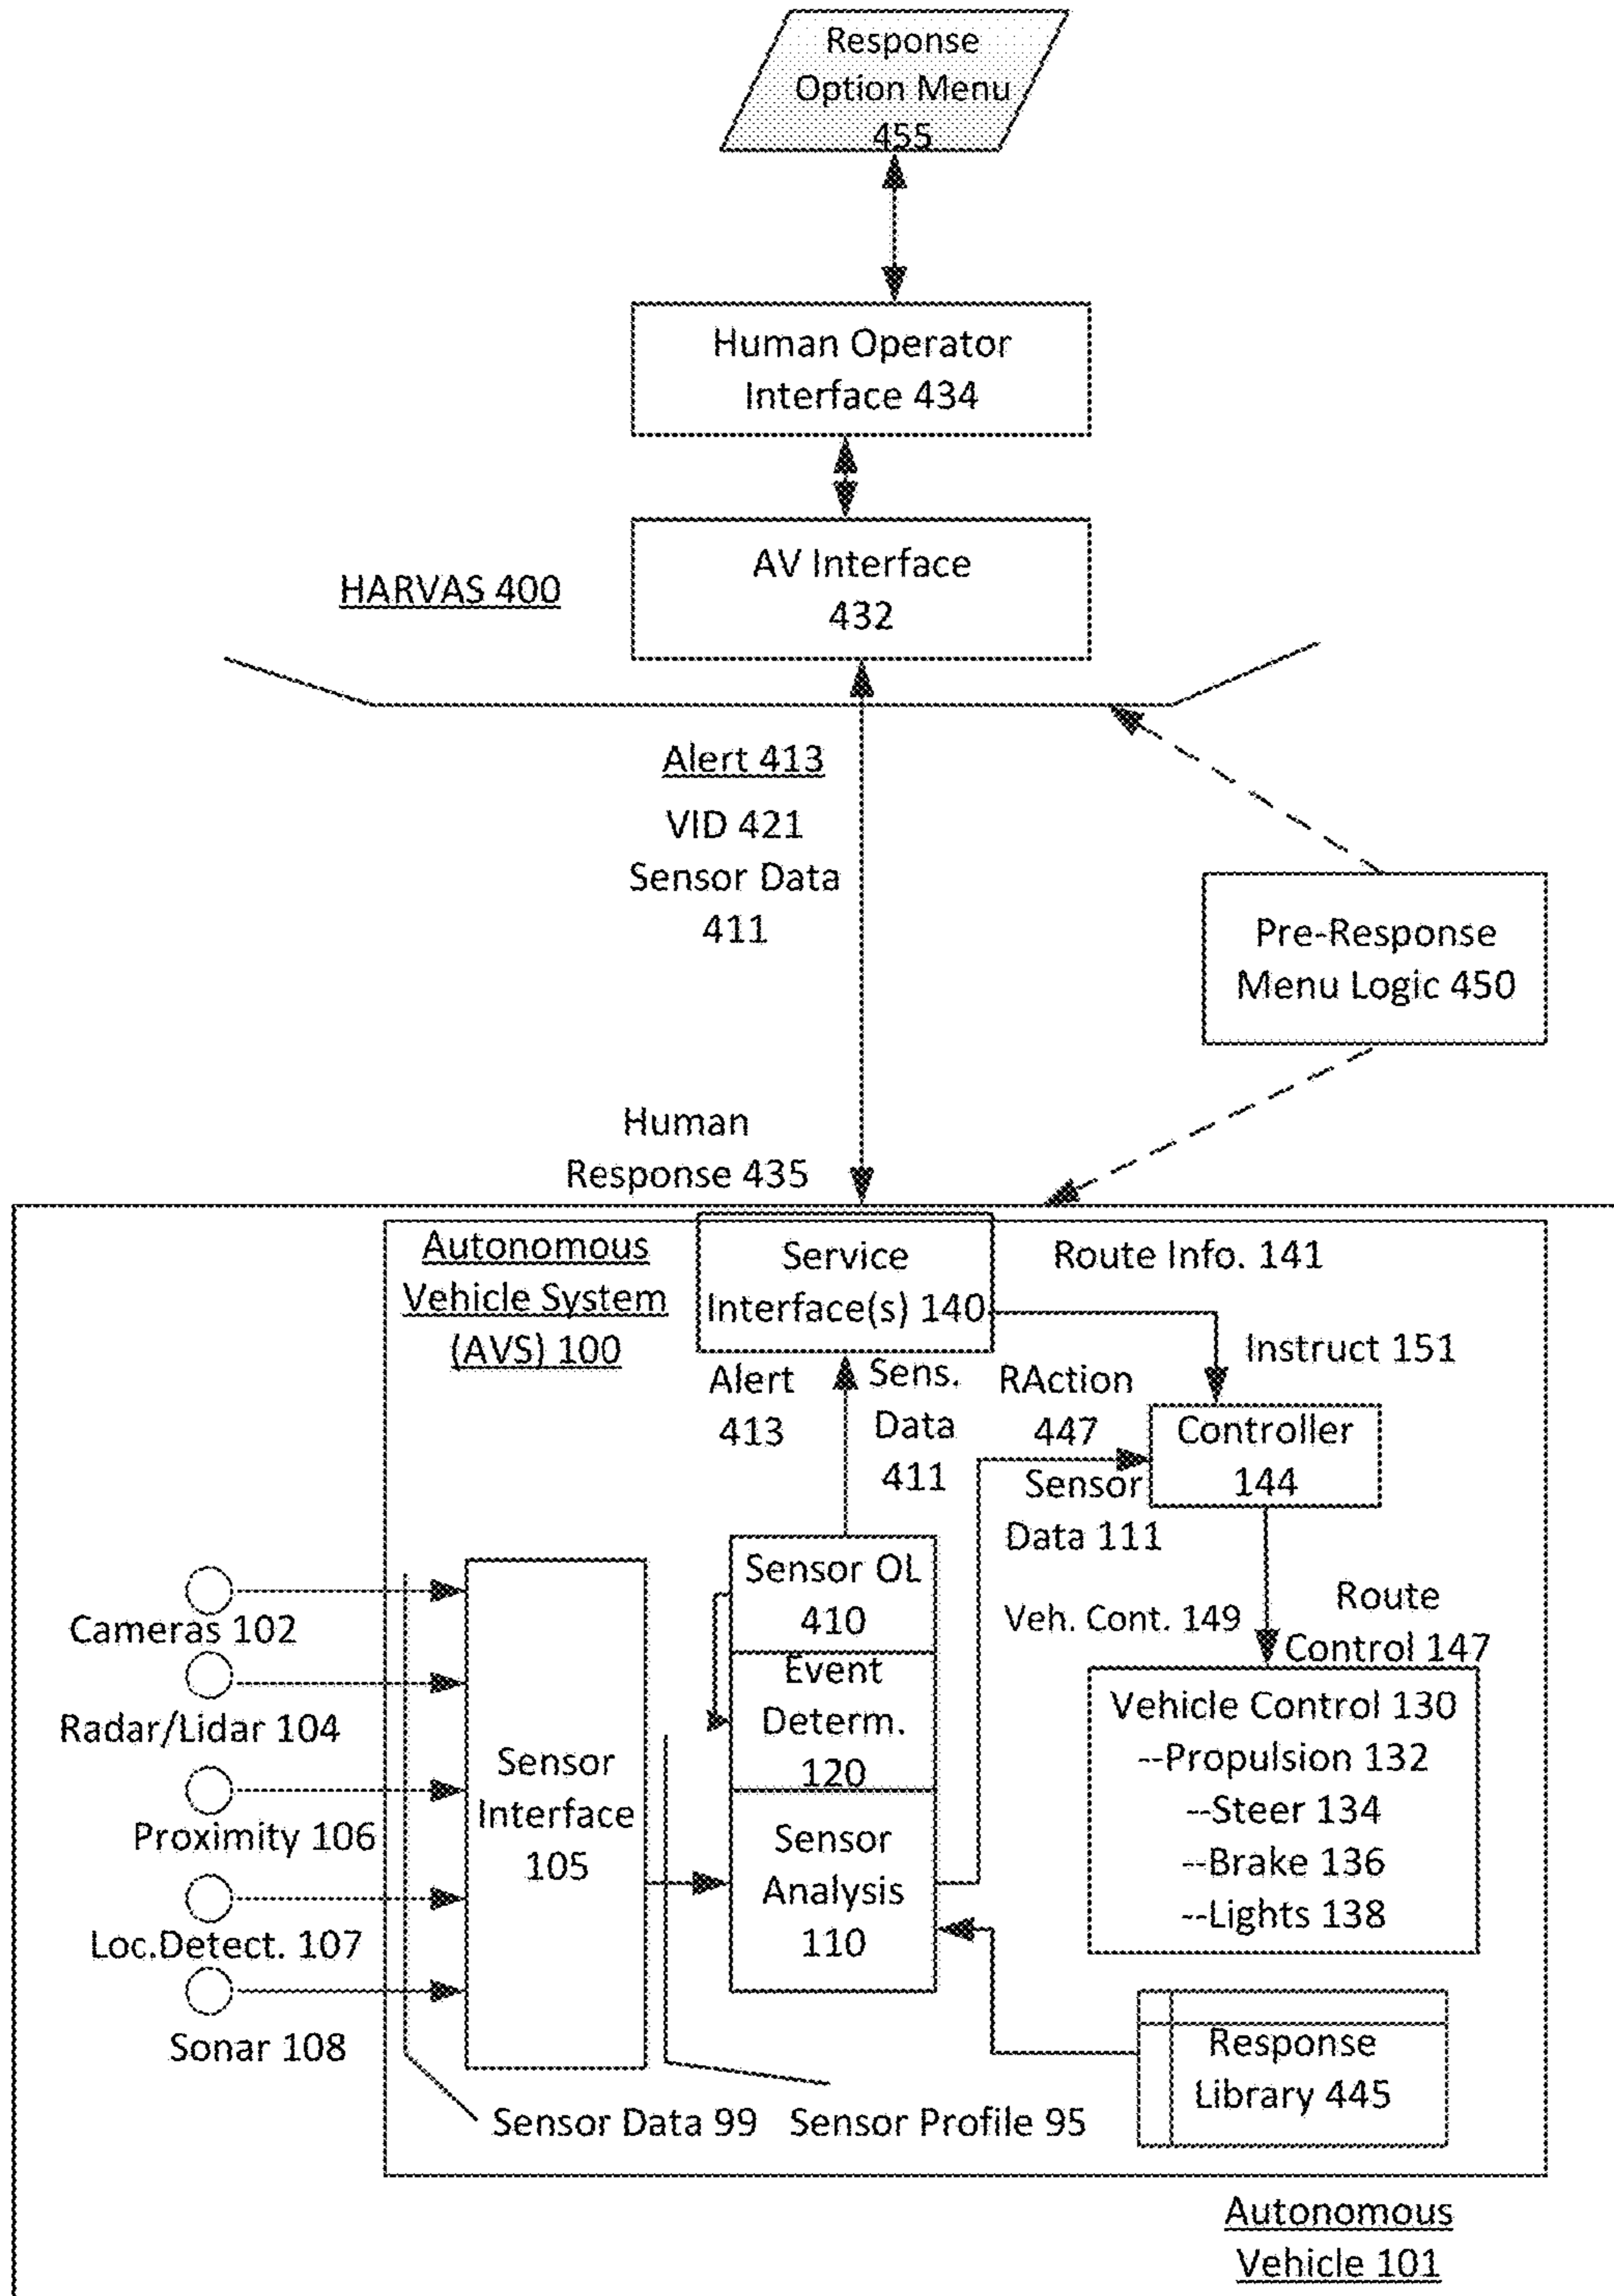 Response
Option Menu
455
Human Operator
Interface 434
AV Interface
432
HARVAS 400
Alert 413
VID 421
Sensor Data
411
Pre-Response
Menu Logic 450
Human
Response 435
Autonomous
Vehicle System
(AVS) 100
Service
Interface(s) 140
Route Info. 141
Instruct 151
Alert
413
Sens.
Data
411
RAction
447
Sensor
Data 111
Controller
144
Sensor OL
410
Event
Determ.
120
Sensor
Analysis
110
Veh. Cont. 149
Route
Control 147
Vehicle Control 130
--Propulsion 132
--Steer 134
--Brake 136
--Lights 138
Cameras 102
Radar/Lidar 104
Proximity 106
Loc.Detect. 107
Sonar 108
Sensor
Interface
105
Response
Library 445
Sensor Data 99
Sensor Profile 95
Autonomous
Vehicle 101